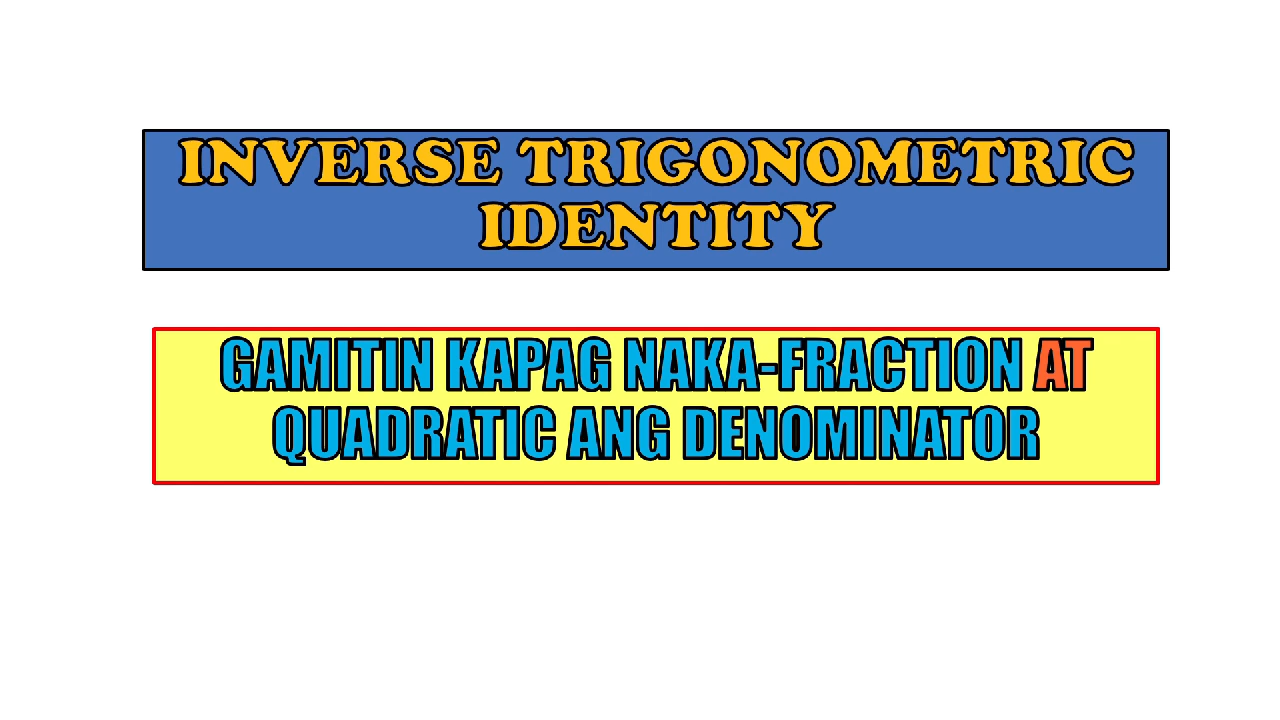 INVERSE TRIGONOMETRIC
IDENTITY
GAMITIN KAPAG NAKA-FRACTION AT
QUADRATIC ANG DENOMINATOR